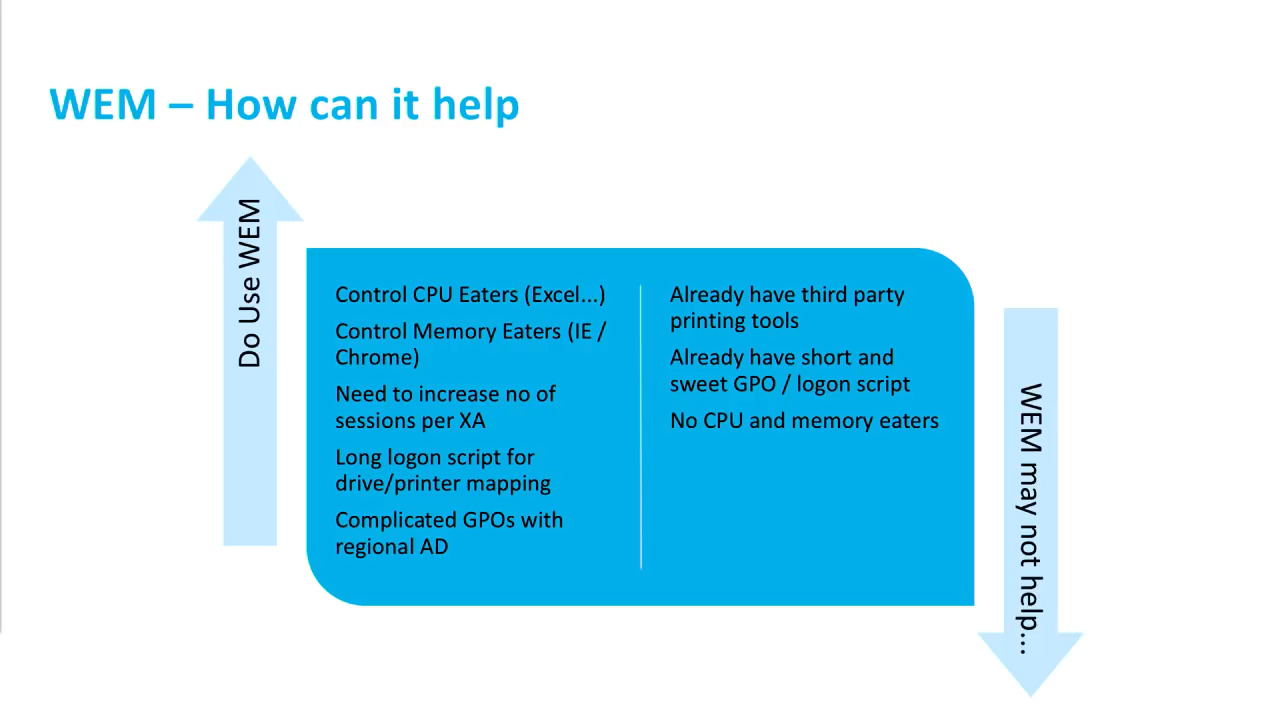 WEM – How can it help
Do Use WEM
Control CPU Eaters (Excel...)
Control Memory Eaters (IE /
Chrome)
Need to increase no of
sessions per XA
Long logon script for
drive/printer mapping
Complicated GPOs with
regional AD
Already have third party
printing tools
Already have short and
sweet GPO / logon script
No CPU and memory eaters
WEM may not help...